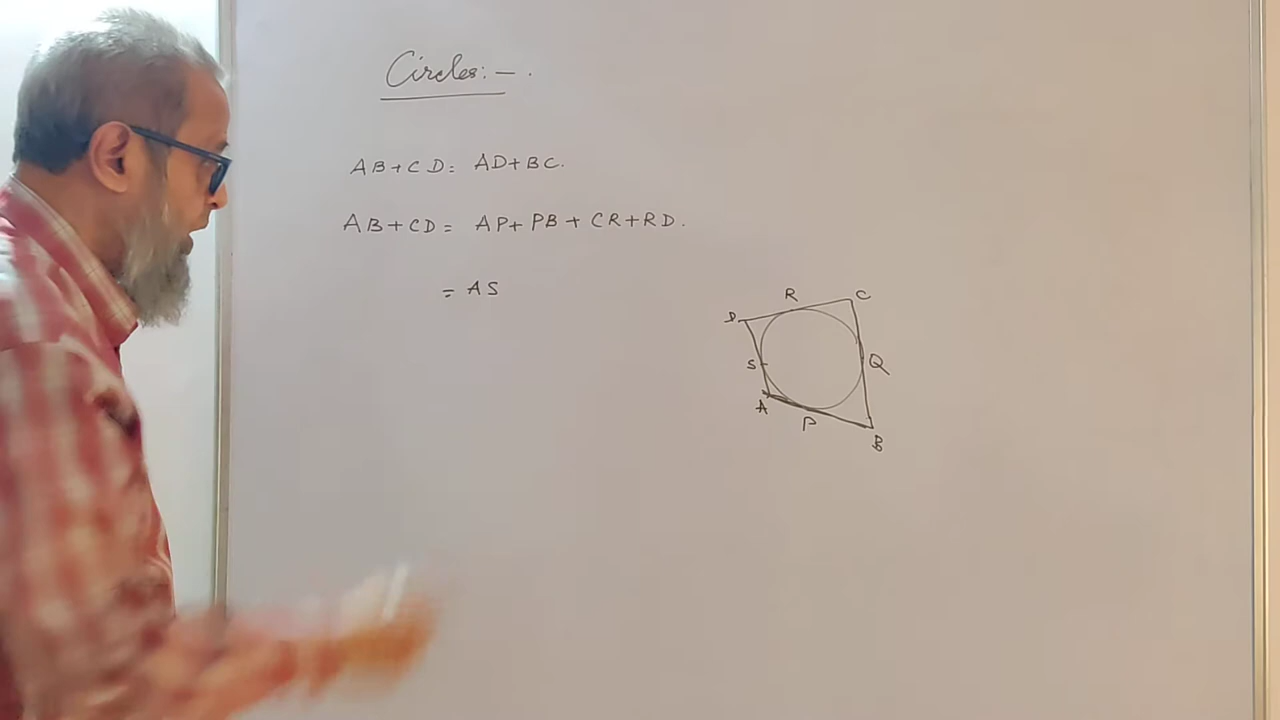 Circles:-.
AB+CD= AD+BC.
AB+CD= AP+PB+CR+RD.
= AS
R
C
D
S
Q
A
P
B